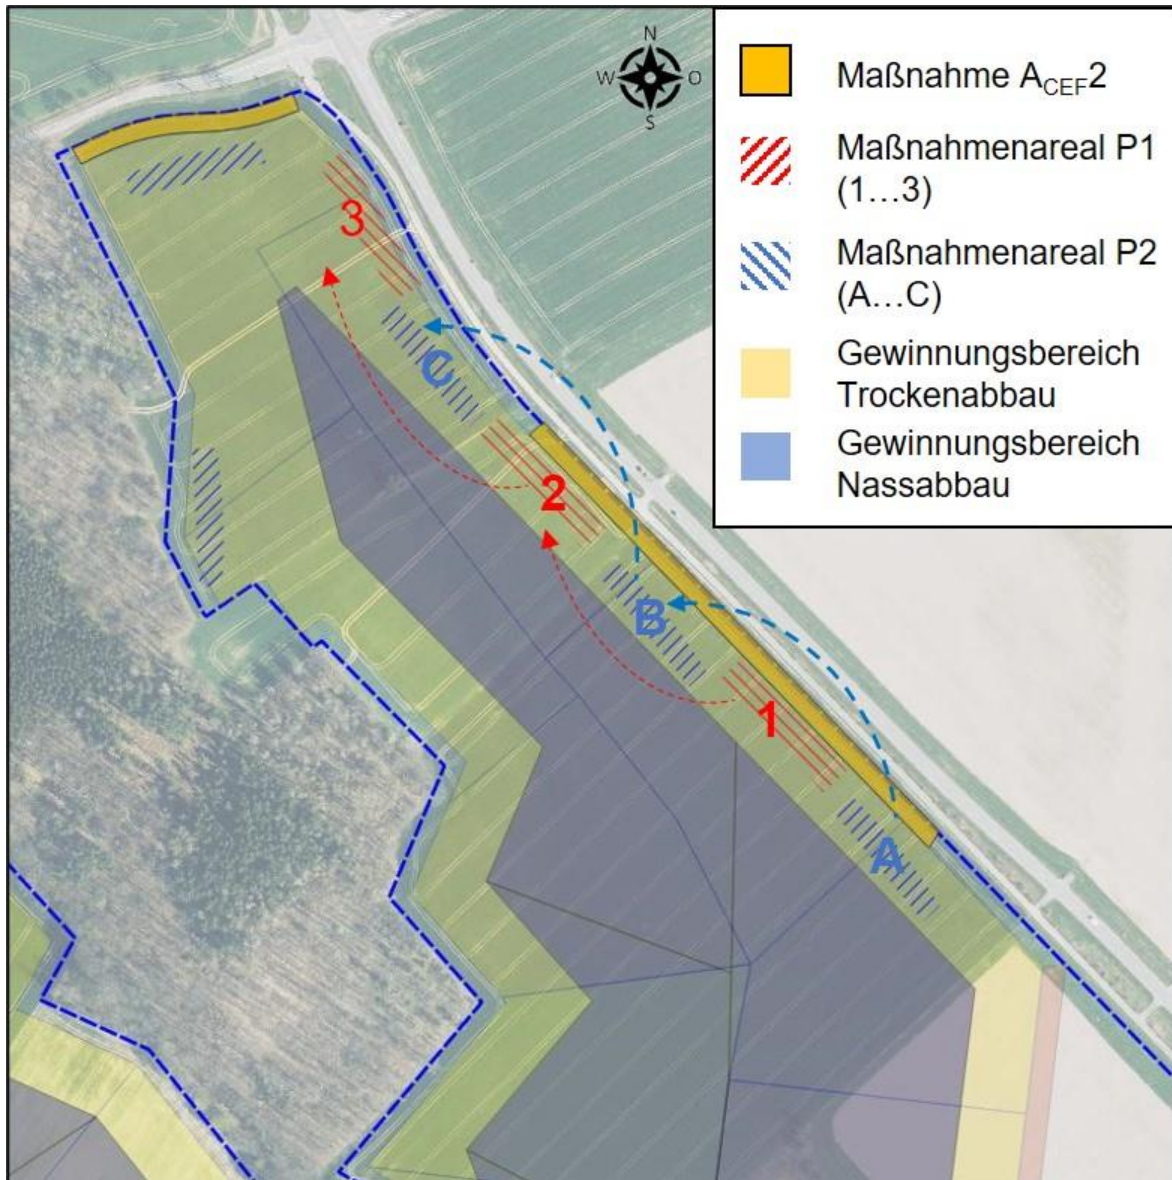 N
W O
S
Maßnahme ACEF2
Maßnahmenareal P1
(1...3)
Maßnahmenareal P2
(A...C)
Gewinnungsbereich
Trockenabbau
Gewinnungsbereich
Nassabbau
3
C
2
B
1
A